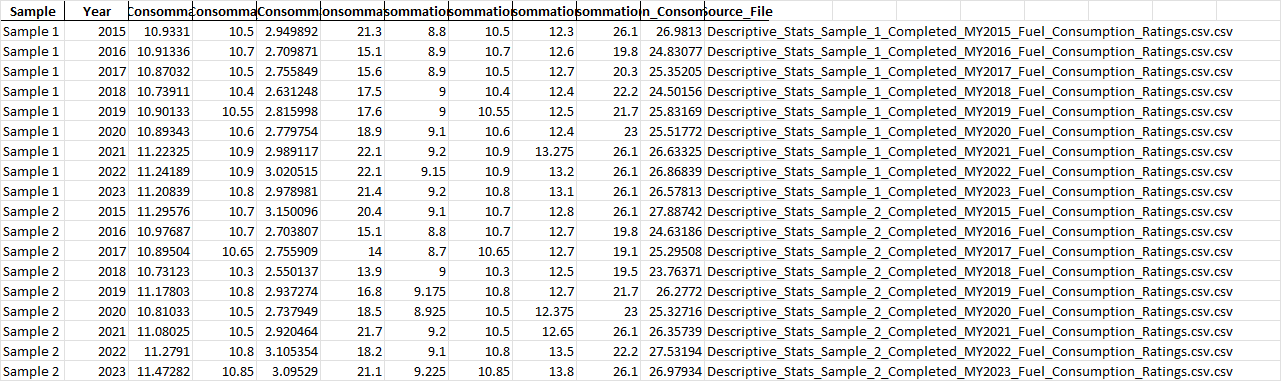 Sample Year Consomma Consomma Consomma onsommat sommation sommation sommation sommation n_Consom Source_File
Sample 1 2015 10.9331 10.5 2.949892 21.3 8.8 10.5 12.3 26.1 26.9813 Descriptive_Stats_Sample_1_Completed_MY2015_Fuel_Consumption_Ratings.csv.csv
Sample 1 2016 10.91336 10.7 2.709871 15.1 8.9 10.7 12.6 19.8 24.83077 Descriptive_Stats_Sample_1_Completed_MY2016_Fuel_Consumption_Ratings.csv.csv
Sample 1 2017 10.87032 10.5 2.755849 15.6 8.9 10.5 12.7 20.3 25.35205 Descriptive_Stats_Sample_1_Completed_MY2017_Fuel_Consumption_Ratings.csv.csv
Sample 1 2018 10.73911 10.4 2.631248 17.5 9 10.4 12.4 22.2 24.50156 Descriptive_Stats_Sample_1_Completed_MY2018_Fuel_Consumption_Ratings.csv.csv
Sample 1 2019 10.90133 10.55 2.815998 17.6 9 10.55 12.5 21.7 25.83169 Descriptive_Stats_Sample_1_Completed_MY2019_Fuel_Consumption_Ratings.csv.csv
Sample 1 2020 10.89343 10.6 2.779754 18.9 9.1 10.6 12.4 23 25.51772 Descriptive_Stats_Sample_1_Completed_MY2020_Fuel_Consumption_Ratings.csv.csv
Sample 1 2021 11.22325 10.9 2.989117 22.1 9.2 10.9 13.275 26.1 26.63325 Descriptive_Stats_Sample_1_Completed_MY2021_Fuel_Consumption_Ratings.csv.csv
Sample 1 2022 11.24189 10.9 3.020515 22.1 9.15 10.9 13.2 26.1 26.86839 Descriptive_Stats_Sample_1_Completed_MY2022_Fuel_Consumption_Ratings.csv.csv
Sample 1 2023 11.20839 10.8 2.978981 21.4 9.2 10.8 13.1 26.1 26.57813 Descriptive_Stats_Sample_1_Completed_MY2023_Fuel_Consumption_Ratings.csv.csv
Sample 2 2015 11.29576 10.7 3.150096 20.4 9.1 10.7 12.8 26.1 27.88742 Descriptive_Stats_Sample_2_Completed_MY2015_Fuel_Consumption_Ratings.csv.csv
Sample 2 2016 10.97687 10.7 2.703807 15.1 8.8 10.7 12.7 19.8 24.63186 Descriptive_Stats_Sample_2_Completed_MY2016_Fuel_Consumption_Ratings.csv.csv
Sample 2 2017 10.89504 10.65 2.755909 14 8.7 10.65 12.7 19.1 25.29508 Descriptive_Stats_Sample_2_Completed_MY2017_Fuel_Consumption_Ratings.csv.csv
Sample 2 2018 10.73123 10.3 2.550137 13.9 9 10.3 12.5 19.5 23.76371 Descriptive_Stats_Sample_2_Completed_MY2018_Fuel_Consumption_Ratings.csv.csv
Sample 2 2019 11.17803 10.8 2.937274 16.8 9.175 10.8 12.7 21.7 26.2772 Descriptive_Stats_Sample_2_Completed_MY2019_Fuel_Consumption_Ratings.csv.csv
Sample 2 2020 10.81033 10.5 2.737949 18.5 8.925 10.5 12.375 23 25.32716 Descriptive_Stats_Sample_2_Completed_MY2020_Fuel_Consumption_Ratings.csv.csv
Sample 2 2021 11.08025 10.5 2.920464 21.7 9.2 10.5 12.65 26.1 26.35739 Descriptive_Stats_Sample_2_Completed_MY2021_Fuel_Consumption_Ratings.csv.csv
Sample 2 2022 11.2791 10.8 3.105354 18.2 9.1 10.8 13.5 22.2 27.53194 Descriptive_Stats_Sample_2_Completed_MY2022_Fuel_Consumption_Ratings.csv.csv
Sample 2 2023 11.47282 10.85 3.09529 21.1 9.225 10.85 13.8 26.1 26.97934 Descriptive_Stats_Sample_2_Completed_MY2023_Fuel_Consumption_Ratings.csv.csv